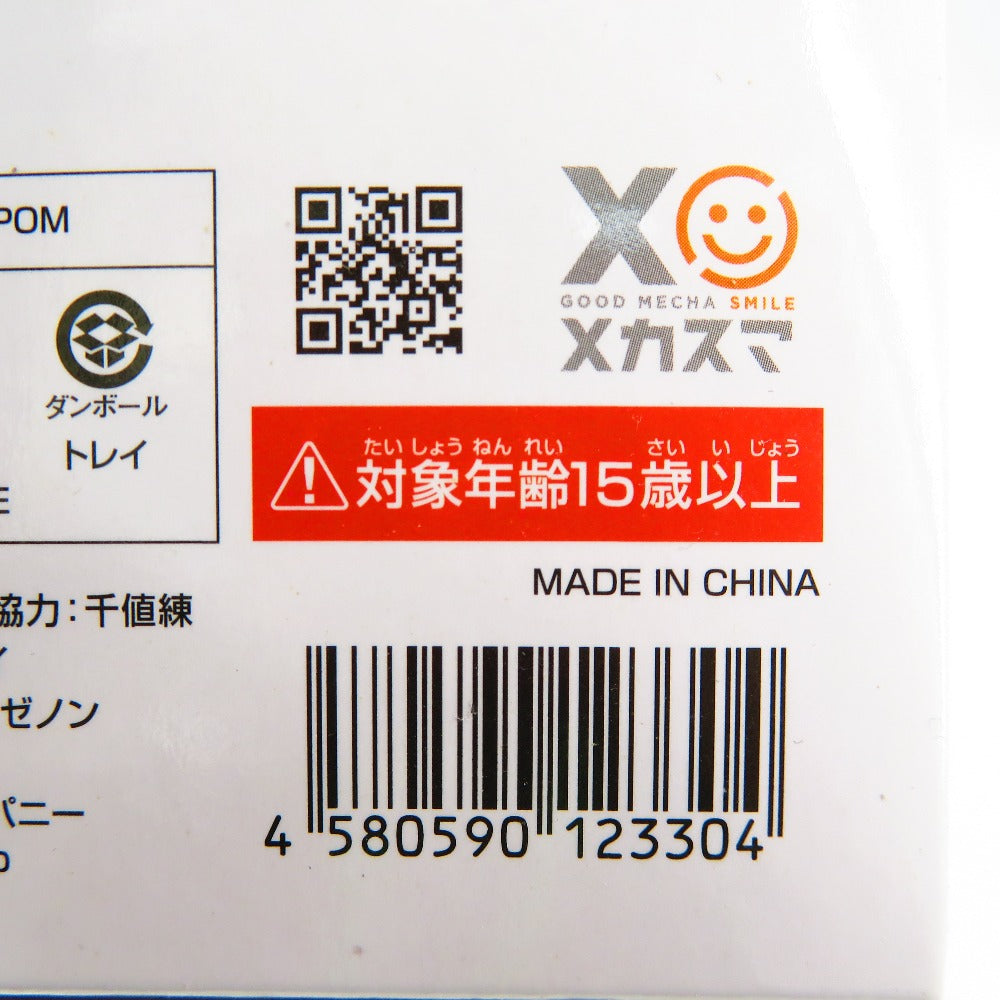 POM
ダンボール
トレイ
E
X
GOOD MECHA SMILE
メカスマ
たい しょう ねん れい さい い じょう
対象年齢15歳以上
MADE IN CHINA
協力:千値練
ィ
ゼノン
パニー
4 580590 123304